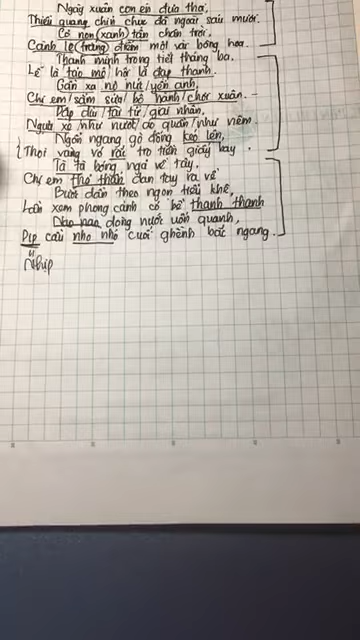 Ngày xuân con én đưa thoi,
Thiều quang chín chục đã ngoài sáu mươi.
Cỏ non (xanh) tận chân trời.
Cành lê (trắng) điểm một vài bông hoa.
Thanh minh trong tiết tháng ba.
Lễ là tảo mộ, hội là đạp thanh.
Gần xa nô nức / yến anh,
Chị em / sắm sửa / bộ hành / chơi xuân.
Dập dìu / tài tử / giai nhân.
Ngựa xe / như nước / áo quần / như nêm.
Ngổn ngang gò đống kéo lên,
Thoi vàng vó rắc tro tiền giấy bay.
Tà tà bóng ngả về tây.
Chị em thơ thẩn dan tay ra về
Bước dần theo ngọn tiểu khê,
Lần xem phong cảnh có bề thanh thanh
Nao nao dòng nước uốn quanh,
Dịp cầu nho nhỏ cuối ghềnh bắt ngang.
Nhịp